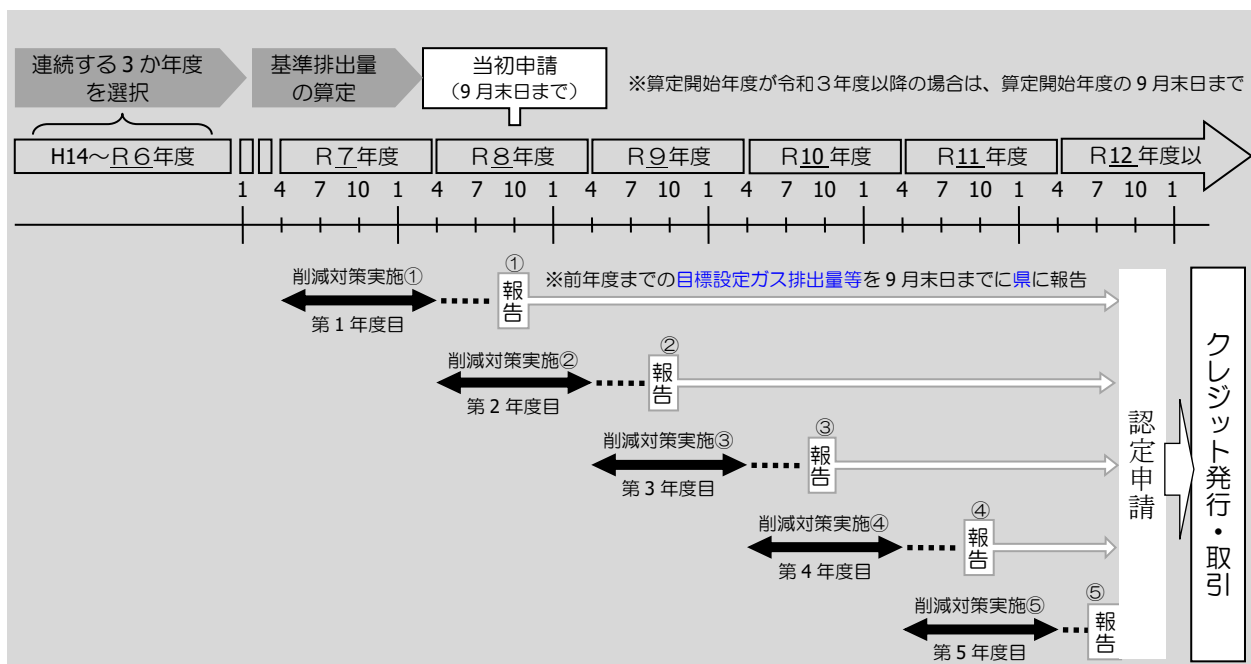 連続する3か年度
を選択
基準排出量
の算定
当初申請
（9月末日まで）
※算定開始年度が令和３年度以降の場合は、算定開始年度の9月末日まで
H14～R６年度
R７年度
R８年度
R９年度
R10年度
R11年度
R12年度以
1 4 7 10 1 4 7 10 1 4 7 10 1 4 7 10 1 4 7 10 1 4 7 10 1
削減対策実施①
第1年度目
①
報告
※前年度までの目標設定ガス排出量等を9月末日までに県に報告
削減対策実施②
第2年度目
②
報告
削減対策実施③
第3年度目
③
報告
削減対策実施④
第4年度目
④
報告
削減対策実施⑤
第5年度目
⑤
報告
認定申請
クレジット発行・取引